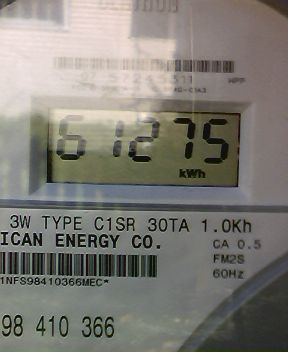 CENTRON
61275
kWh
3W TYPE C1SR 30TA 1.0Kh
ICAN ENERGY CO.
CA 0.5
FM2S
60Hz
1NFS98410366MEC*
98 410 366